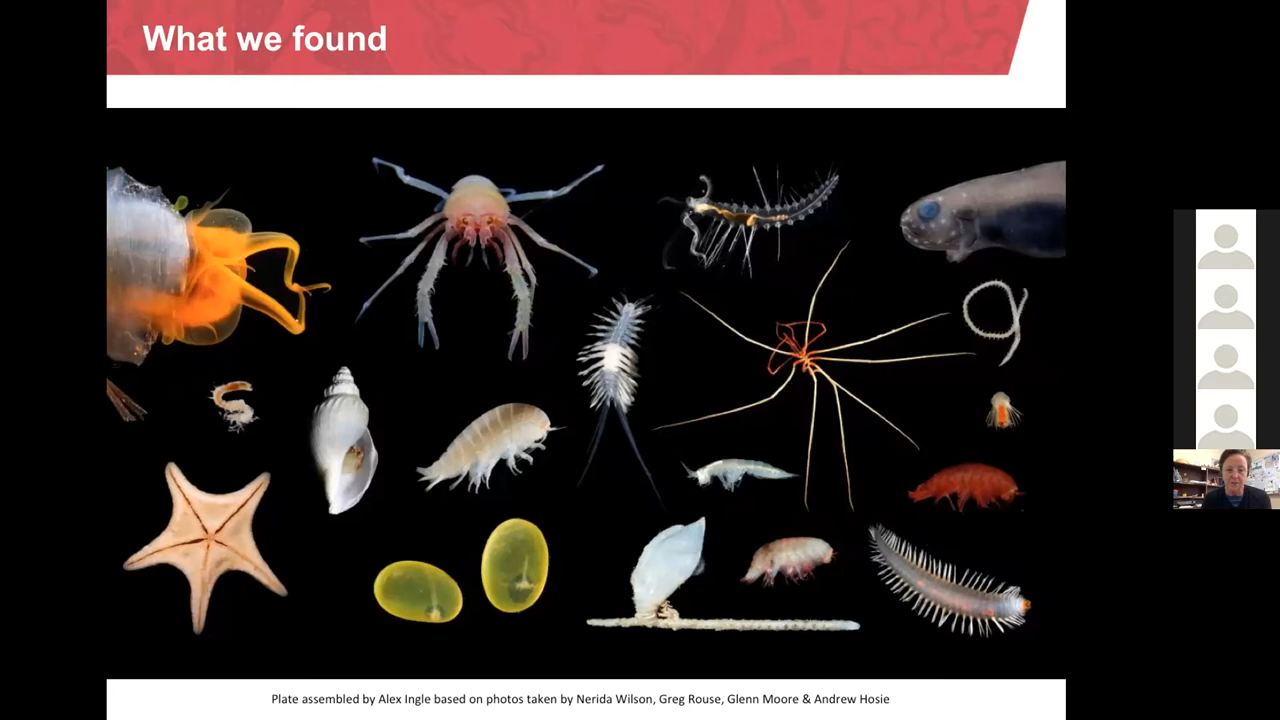 What we found
Plate assembled by Alex Ingle based on photos taken by Nerida Wilson, Greg Rouse, Glenn Moore & Andrew Hosie